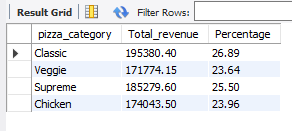 Result Grid Filter Rows:
pizza_category Total_revenue Percentage
Classic 195380.40 26.89
Veggie 171774.15 23.64
Supreme 185279.60 25.50
Chicken 174043.50 23.96